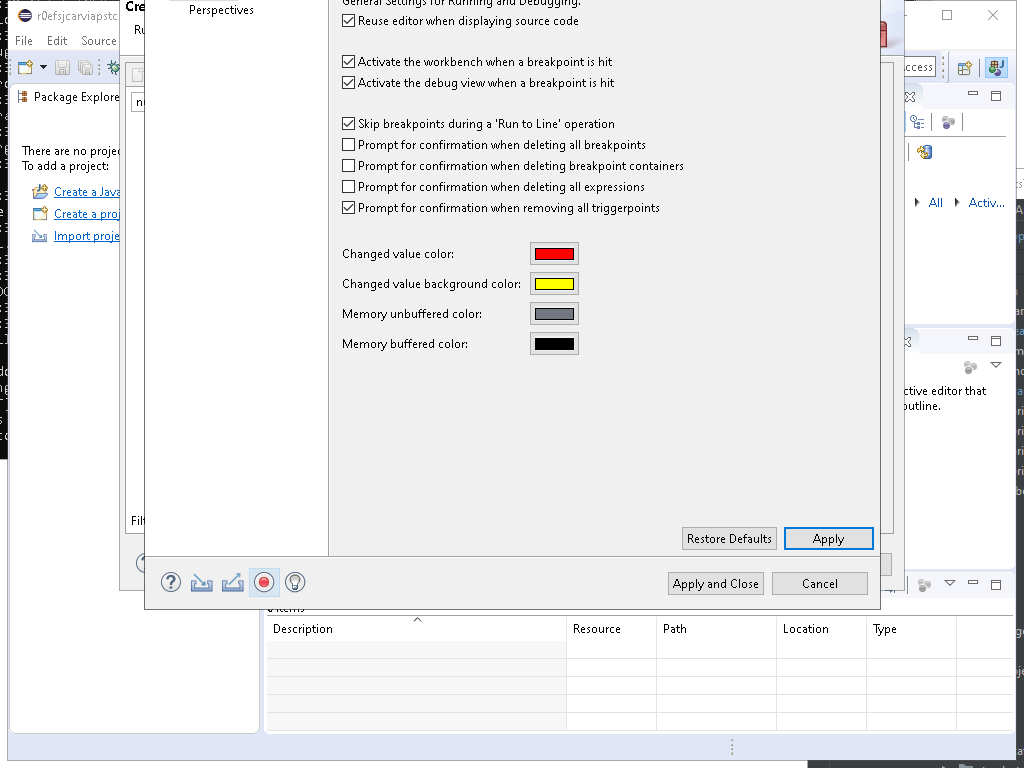 Perspectives
General Settings for Running and Debugging.
Reuse editor when displaying source code
Activate the workbench when a breakpoint is hit
Activate the debug view when a breakpoint is hit
Skip breakpoints during a 'Run to Line' operation
Prompt for confirmation when deleting all breakpoints
Prompt for confirmation when deleting breakpoint containers
Prompt for confirmation when deleting all expressions
Prompt for confirmation when removing all triggerpoints
Changed value color:
Changed value background color:
Memory unbuffered color:
Memory buffered color:
Restore Defaults
Apply
Apply and Close
Cancel
r0efsjcarviapstc
File Edit Source
Package Explore
There are no projec
To add a project:
Create a Java
Create a proj
Import proje
Cre
Ru
Filt
ccess
All
Activ...
ctive editor that
outline.
Description Resource Path Location Type